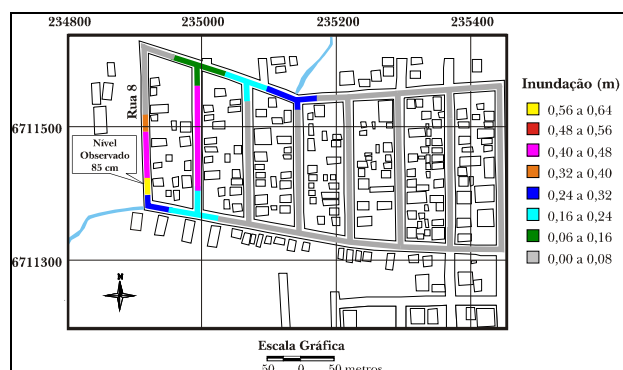 234800 235000 235200 235400
6711500
6711300
Rua 8
Nível
Observado
85 cm
N
Inundação (m)
0,56 a 0,64
0,48 a 0,56
0,40 a 0,48
0,32 a 0,40
0,24 a 0,32
0,16 a 0,24
0,06 a 0,16
0,00 a 0,08
Escala Gráfica
50 0 50 metros